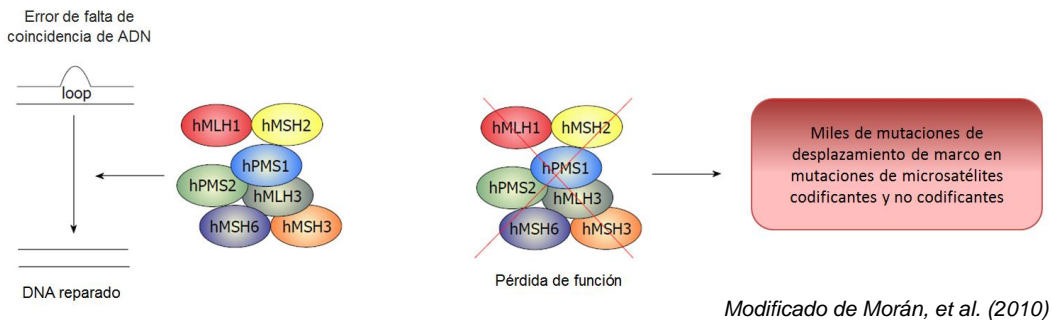 Error de falta de
coincidencia de ADN
loop
DNA reparado
hMLH1
hMSH2
hPMS1
hPMS2
hMLH3
hMSH6
hMSH3
hMLH1
hMSH2
hPMS1
hPMS2
hMLH3
hMSH6
hMSH3
Pérdida de función
Miles de mutaciones de
desplazamiento de marco en
mutaciones de microsatélites
codificantes y no codificantes
Modificado de Morán, et al. (2010)